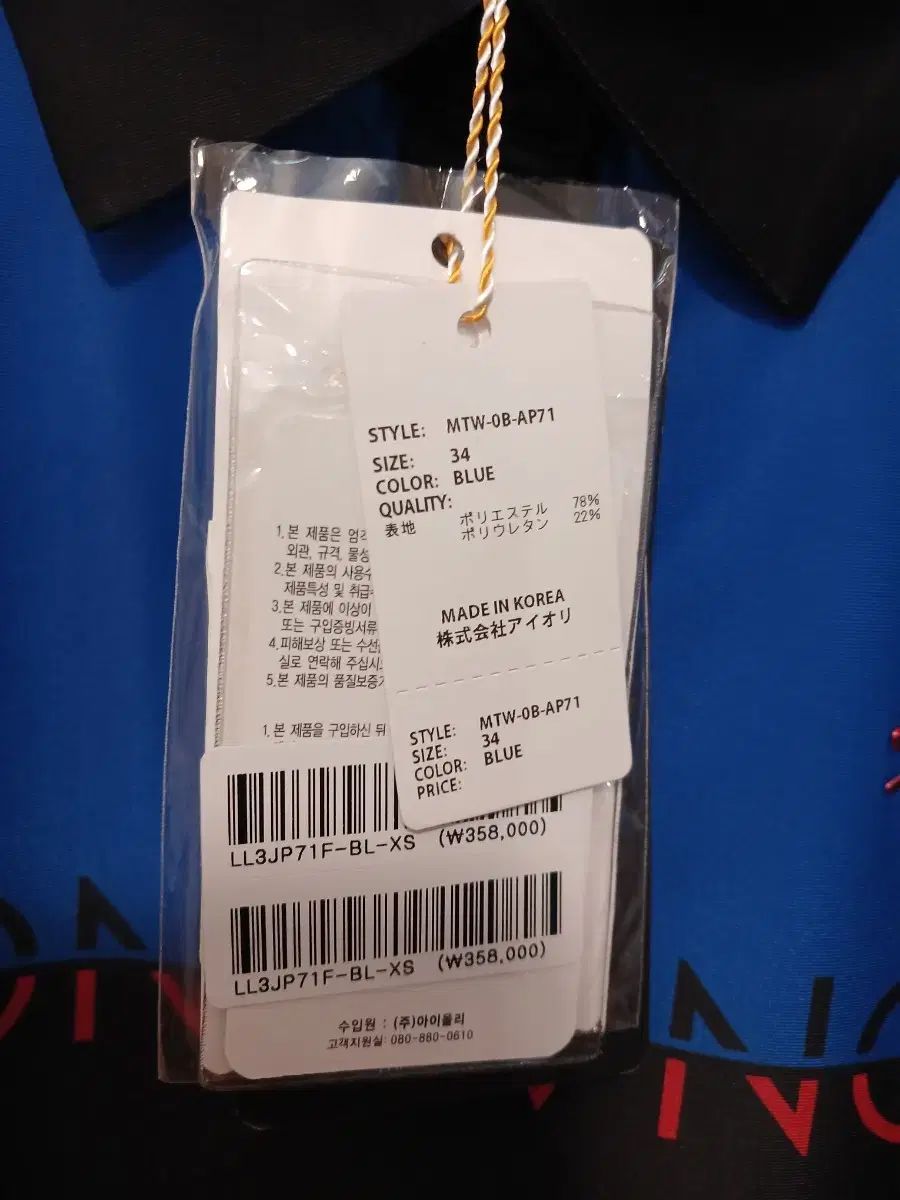 STYLE: MTW-0B-AP71
SIZE: 34
COLOR: BLUE
QUALITY:
表地 ポリエステル 78%
ポリウレタン 22%
MADE IN KOREA
株式会社アイオリ
STYLE: MTW-0B-AP71
SIZE: 34
COLOR: BLUE
PRICE:
1.본 제품은
외관, 규격, 물성
2.본 제품의
제품특성 및
3.본 제품에 이상이
또는 구입증빙서류
4.피해보상 또는
실로 연락해
5.본 제품의
1.본 제품을 구입하신 뒤
LL3JP71F-BL-XS (₩358,000)
LL3JP71F-BL-XS (₩358,000)
수입원 : (주)아이올리
고객지원실: 080-880-0610